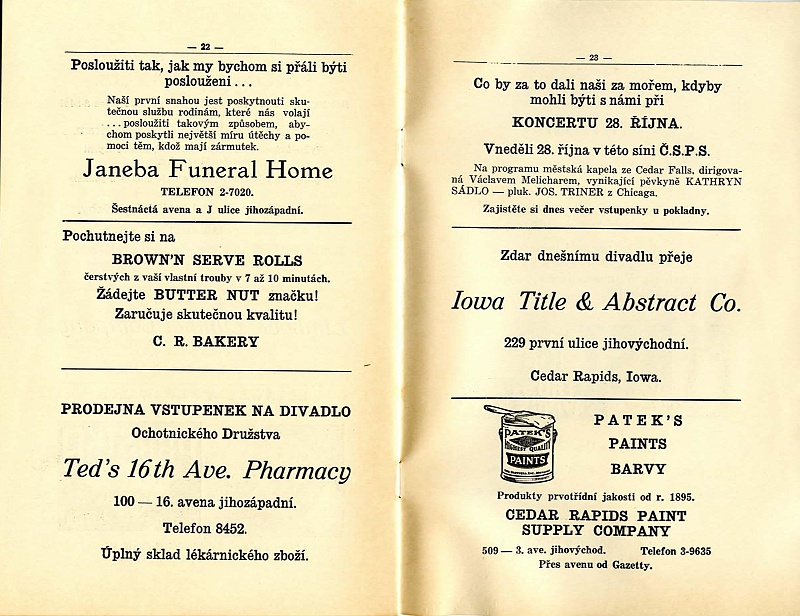 — 22 —
Posloužiti tak, jak my bychom si přáli býti
poslouženi . . .
Naší první snahou jest poskytnouti sku-
tečnou službu rodinám, které nás volají
. . . posloužiti takovým způsobem, aby-
chom poskytli největší míru útěchy a po-
moci těm, kdož mají zármutek.
Janeba Funeral Home
TELEFON 2-7020.
Šestnáctá avena a J ulice jihozápadní.
Pochutnejte si na
BROWN'N SERVE ROLLS
čerstvých z vaší vlastní trouby v 7 až 10 minutách.
Žádejte BUTTER NUT značku!
Zaručuje skutečnou kvalitu!
C. R. BAKERY
PRODEJNA VSTUPENEK NA DIVADLO
Ochotnického Družstva
Ted's 16th Ave. Pharmacy
100 — 16. avena jihozápadní.
Telefon 8452.
Úplný sklad lékárnického zboží.
— 23 —
Co by za to dali naši za mořem, kdyby
mohli býti s námi při
KONCERTU 28. ŘÍJNA.
Vneděli 28. října v této síni Č.S.P.S.
Na programu městská kapela ze Cedar Falls, dirigova-
ná Václavem Melicharem, vynikající pěvkyně KATHRYN
SÁDLO — pluk. JOS. TRINER z Chicaga.
Zajistěte si dnes večer vstupenky u pokladny.
Zdar dnešnímu divadlu přeje
Iowa Title & Abstract Co.
229 první ulice jihovýchodní.
Cedar Rapids, Iowa.
PATEK'S
HIGHEST QUALITY
PAINTS
PATEK'S
PAINTS
BARVY
Produkty prvotřídní jakosti od r. 1895.
CEDAR RAPIDS PAINT
SUPPLY COMPANY
509 — 3. ave. jihovýchod. Telefon 3-9635
Přes avenu od Gazetty.